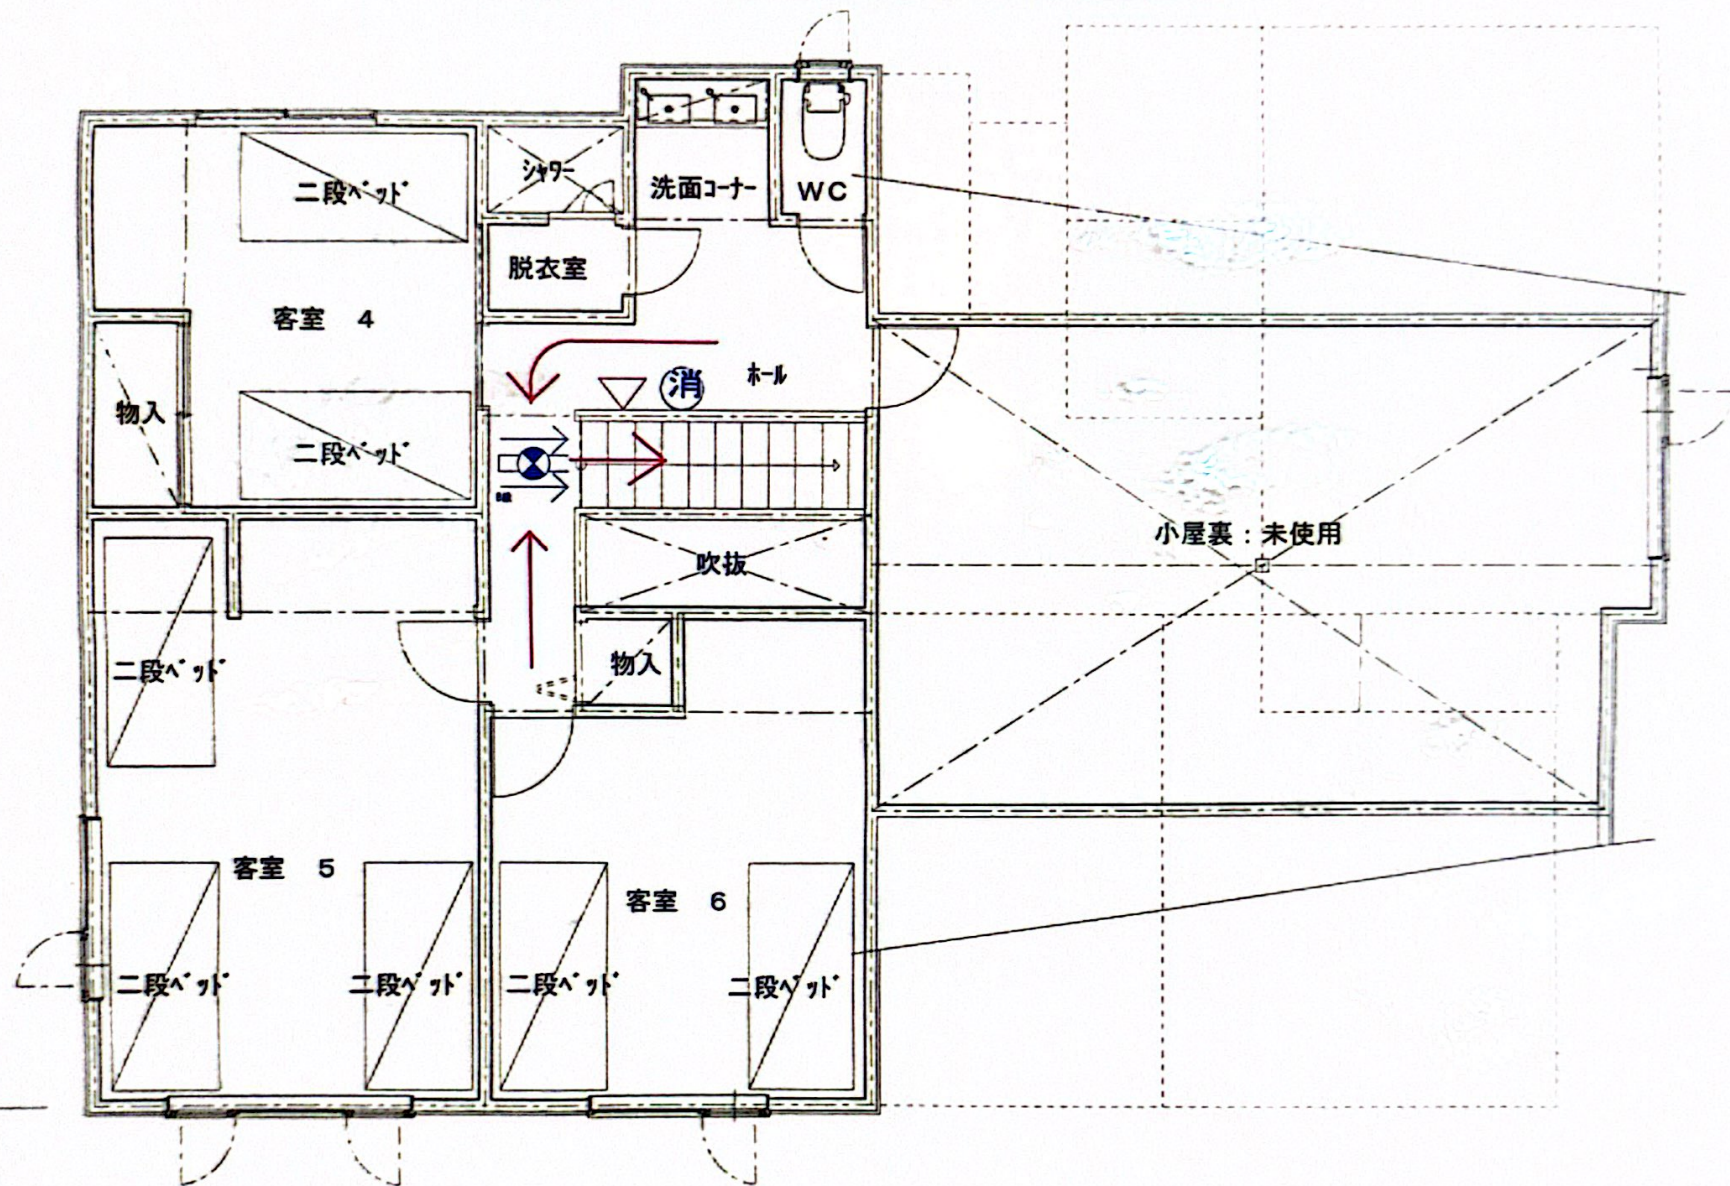 シャワー
洗面コーナー
WC
二段ベッド
脱衣室
客室 4
ホール
消
物入
二段ベッド
小屋裏：未使用
吹抜
二段ベッド
物入
客室 5
客室 6
二段ベッド
二段ベッド
二段ベッド
二段ベッド